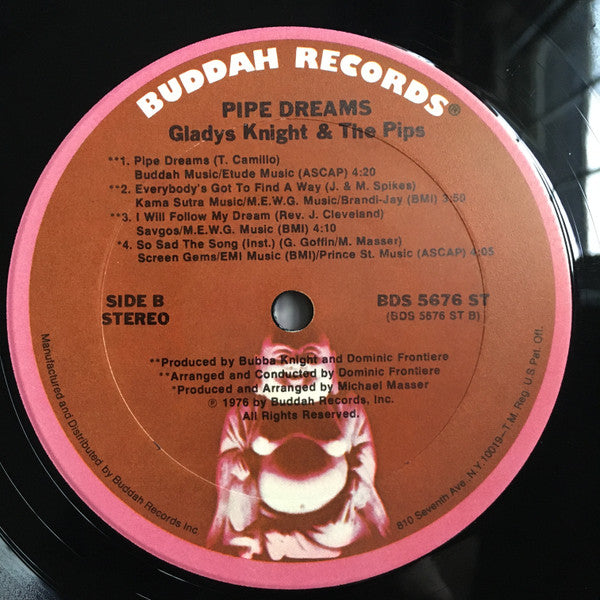 BUDDAH RECORDS®
PIPE DREAMS
Gladys Knight & The Pips
**1. Pipe Dreams (T. Camillo)
Buddah Music/Etude Music (ASCAP) 4:20
**2. Everybody's Got To Find A Way (J. & M. Spikes)
Kama Sutra Music/M.E.W.G. Music/Brandi-Jay (BMI) 3:50
**3. I Will Follow My Dream (Rev. J. Cleveland)
Savgos/M.E.W.G. Music (BMI) 4:10
*4. So Sad The Song (Inst.) (G. Goffin/M. Masser)
Screen Gems/EMI Music (BMI)/Prince St. Music (ASCAP) 4:05
SIDE B
STEREO
BDS 5676 ST
(BDS 5676 ST B)
**Produced by Bubba Knight and Dominic Frontiere
**Arranged and Conducted by Dominic Frontiere
*Produced and Arranged by Michael Masser
℗ 1976 by Buddah Records, Inc.
All Rights Reserved.
Manufactured and Distributed by Buddah Records Inc.
810 Seventh Ave., N.Y. 10019–T.M. Reg. U.S Pat. Off.